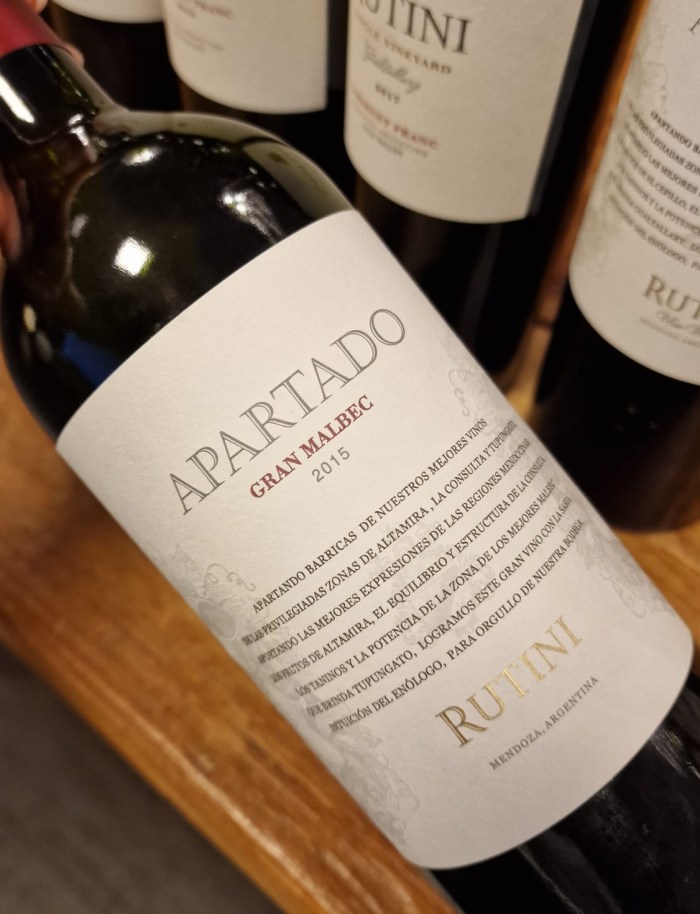 APARTADO
GRAN MALBEC
2015
APARTANDO BARRICAS DE NUESTROS MEJORES VINOS
DE LAS PRIVILEGIADAS ZONAS DE ALTAMIRA, LA CONSULTA Y TUPUNGATO
APORTANDO LAS MEJORES EXPRESIONES DE LAS REGIONES MENDOCINAS
LOS FRUTOS DE ALTAMIRA, EL EQUILIBRIO Y ESTRUCTURA DE LA CONSULTA
LOS TANINOS Y LA POTENCIA DE LA ZONA DE LOS MEJORES MALBEC
QUE BRINDA TUPUNGATO, LOGRAMOS ESTE GRAN VINO CON LA SABIA
INTUICIÓN DEL ENÓLOGO, PARA ORGULLO DE NUESTRA BODEGA
RUTINI
MENDOZA, ARGENTINA
RUTINI
VINEYARD
Gualtallary
2017
CABERNET FRANC